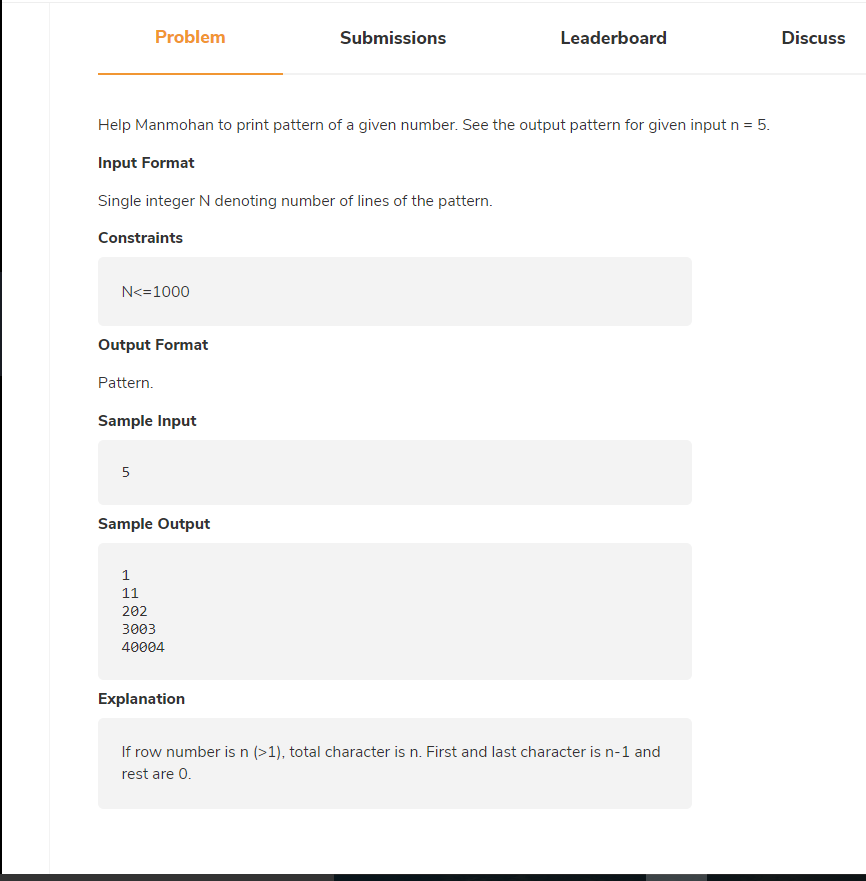 Problem Submissions Leaderboard Discuss
Help Manmohan to print pattern of a given number. See the output pattern for given input n = 5.
Input Format
Single integer N denoting number of lines of the pattern.
Constraints
N<=1000
Output Format
Pattern.
Sample Input
5
Sample Output
1
11
202
3003
40004
Explanation
If row number is n (>1), total character is n. First and last character is n-1 and
rest are 0.